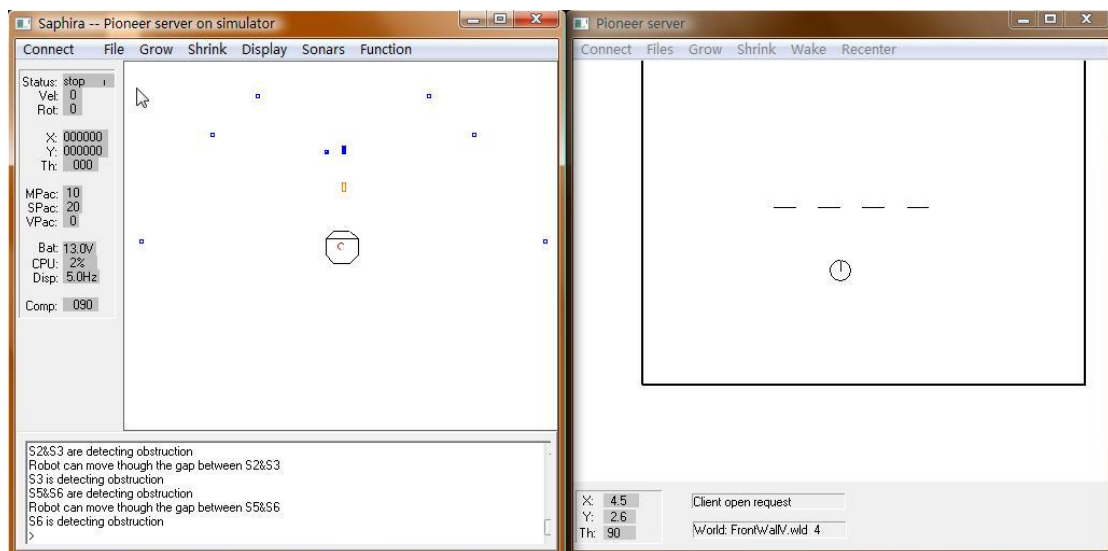 Saphira -- Pioneer server on simulator
Connect File Grow Shrink Display Sonars Function
Status: stop
Vel: 0
Rot: 0
X: 000000
Y: 000000
Th: 000
MPac: 10
SPac: 20
VPac: 0
Bat: 13.0V
CPU: 2%
Disp: 5.0Hz
Comp: 090
S2&S3 are detecting obstruction
Robot can move though the gap between S2&S3
S3 is detecting obstruction
S5&S6 are detecting obstruction
Robot can move though the gap between S5&S6
S6 is detecting obstruction
>
Pioneer server
Connect Files Grow Shrink Wake Recenter
X: 4.5
Y: 2.6
Th: 90
Client open request
World: FrontWallV.wld 4